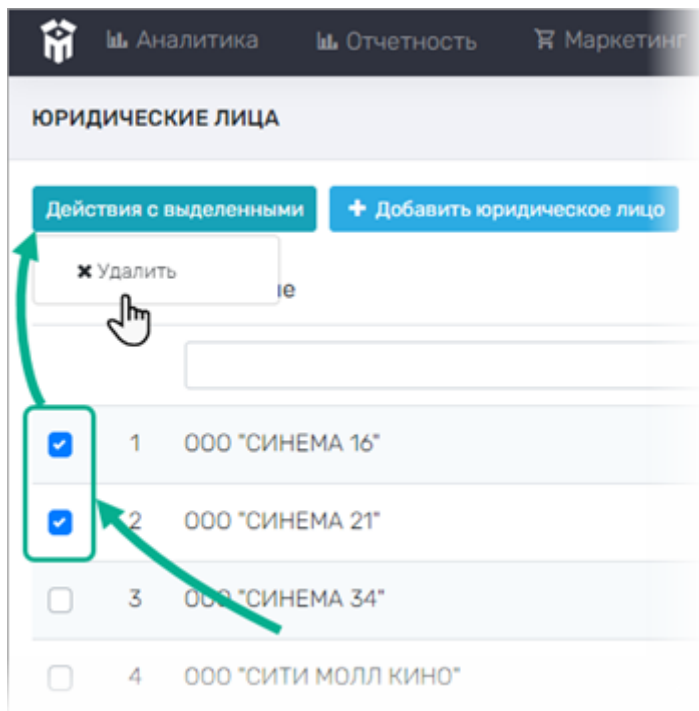 Аналитика Отчетность Маркетинг
ЮРИДИЧЕСКИЕ ЛИЦА
Действия с выделенными + Добавить юридическое лицо
Удалить
1 ООО "СИНЕМА 16"
2 ООО "СИНЕМА 21"
3 ООО "СИНЕМА 34"
4 ООО "СИТИ МОЛЛ КИНО"